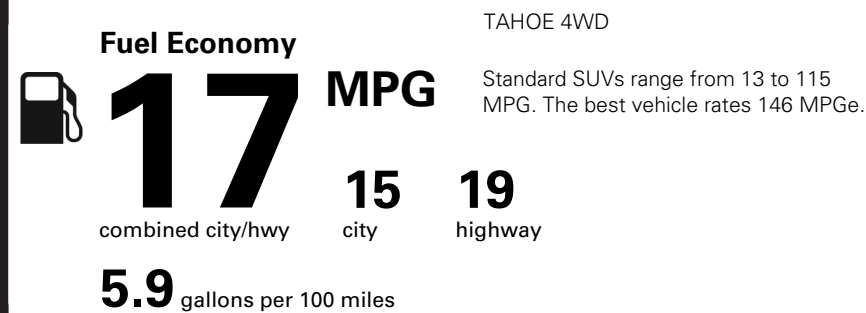 TAHOE 4WD
Fuel Economy
17 MPG
Standard SUVs range from 13 to 115
MPG. The best vehicle rates 146 MPGe.
15 19
combined city/hwy city highway
5.9 gallons per 100 miles